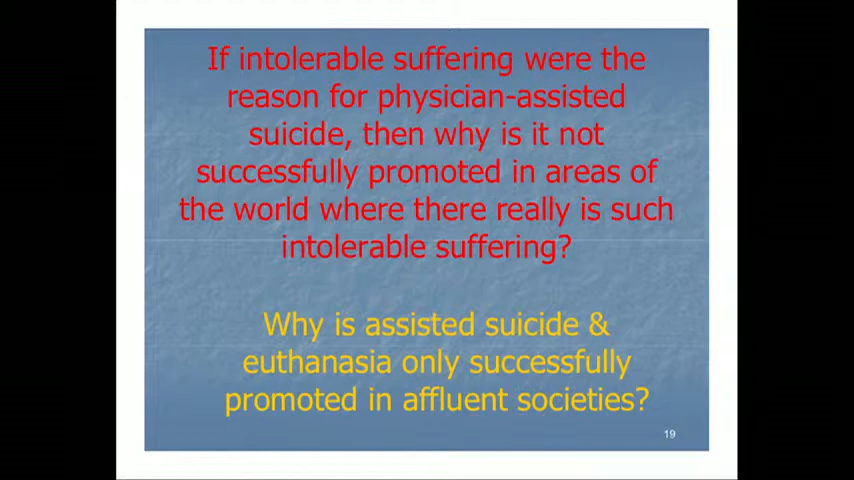 If intolerable suffering were the
reason for physician-assisted
suicide, then why is it not
successfully promoted in areas of
the world where there really is such
intolerable suffering?
Why is assisted suicide &
euthanasia only successfully
promoted in affluent societies?
19